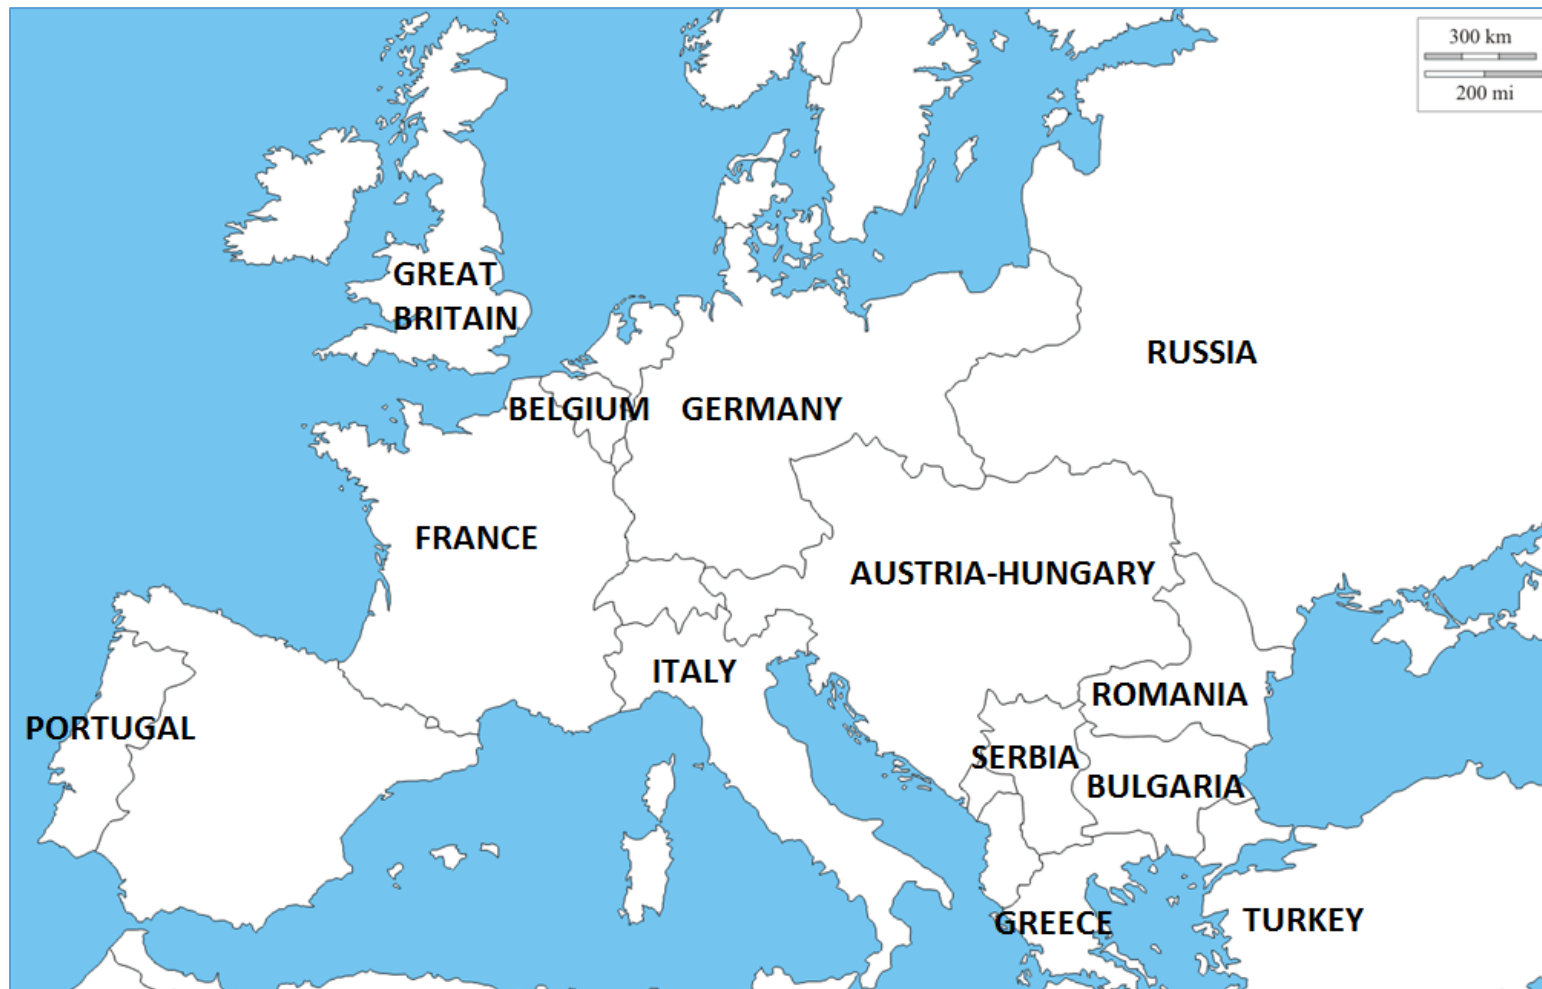 300 km
200 mi
GREAT
BRITAIN
RUSSIA
BELGIUM
GERMANY
FRANCE
AUSTRIA-HUNGARY
ITALY
ROMANIA
PORTUGAL
SERBIA
BULGARIA
GREECE
TURKEY